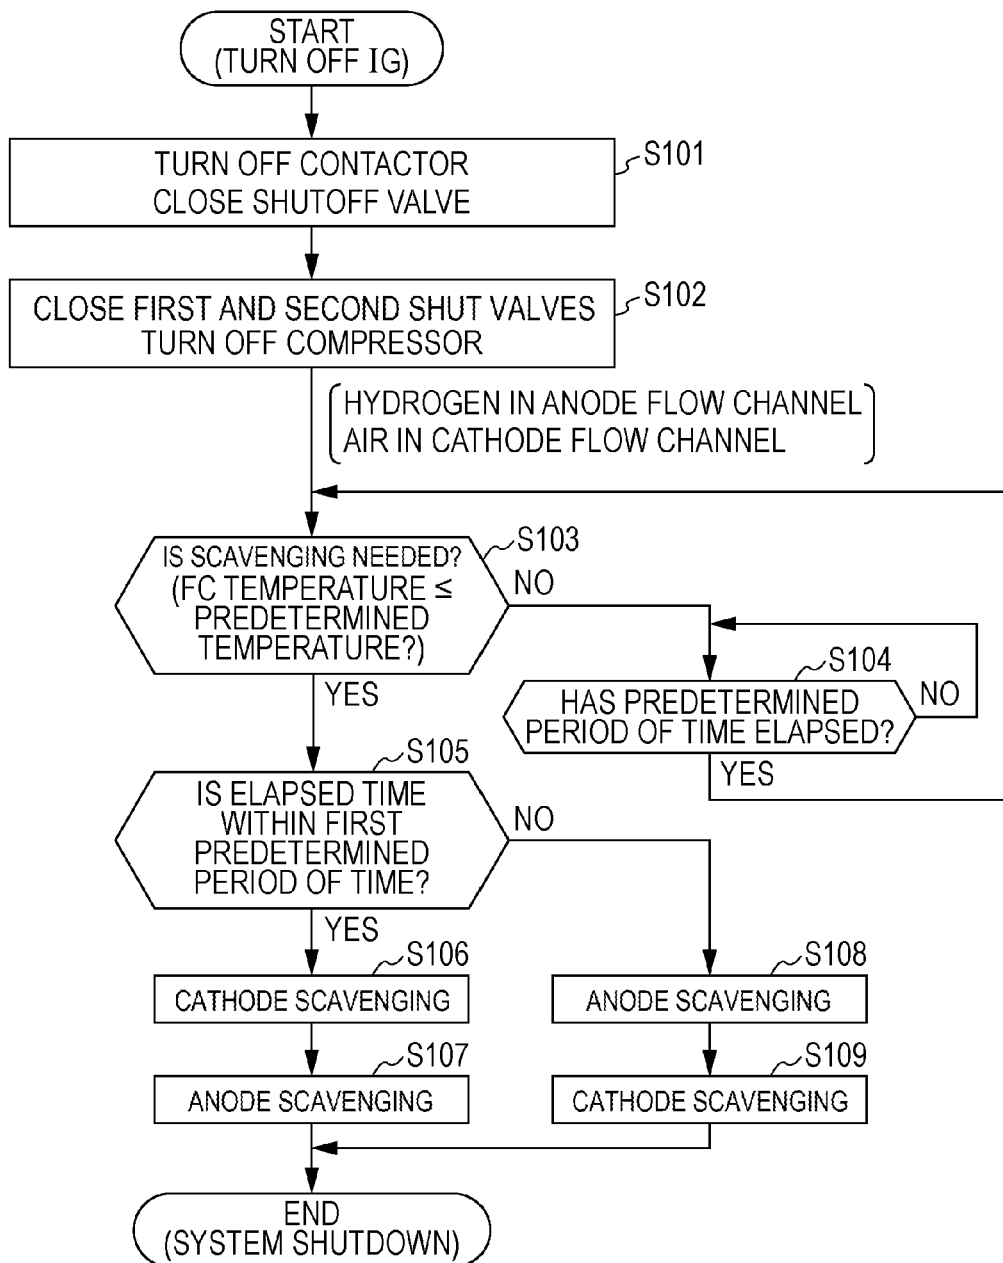 START
(TURN OFF IG)
TURN OFF CONTACTOR
CLOSE SHUTOFF VALVE
S101
CLOSE FIRST AND SECOND SHUT VALVES
TURN OFF COMPRESSOR
S102
HYDROGEN IN ANODE FLOW CHANNEL
AIR IN CATHODE FLOW CHANNEL
IS SCAVENGING NEEDED?
(FC TEMPERATURE ≤
PREDETERMINED
TEMPERATURE?)
S103
NO
YES
S104
HAS PREDETERMINED
PERIOD OF TIME ELAPSED?
NO
YES
S105
IS ELAPSED TIME
WITHIN FIRST
PREDETERMINED
PERIOD OF TIME?
NO
YES
S106
CATHODE SCAVENGING
S108
ANODE SCAVENGING
S107
ANODE SCAVENGING
S109
CATHODE SCAVENGING
END
(SYSTEM SHUTDOWN)